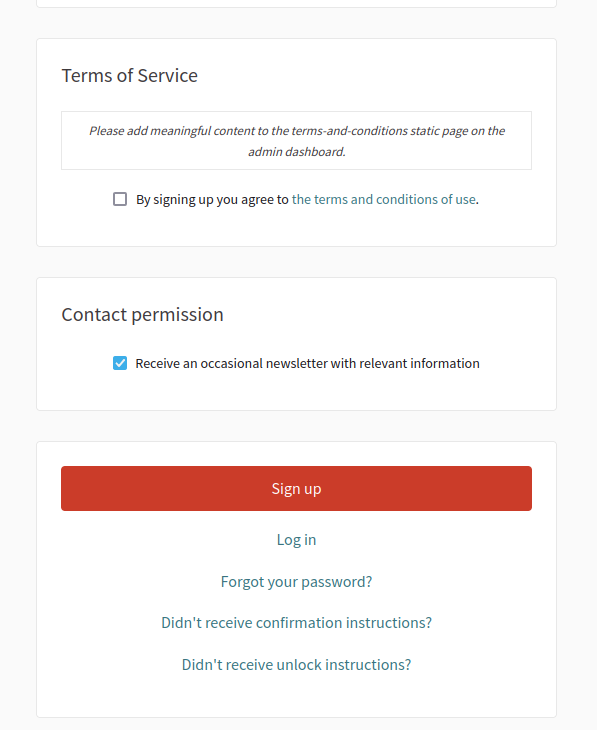 Terms of Service
Please add meaningful content to the terms-and-conditions static page on the
admin dashboard.
By signing up you agree to the terms and conditions of use.
Contact permission
Receive an occasional newsletter with relevant information
Sign up
Log in
Forgot your password?
Didn't receive confirmation instructions?
Didn't receive unlock instructions?